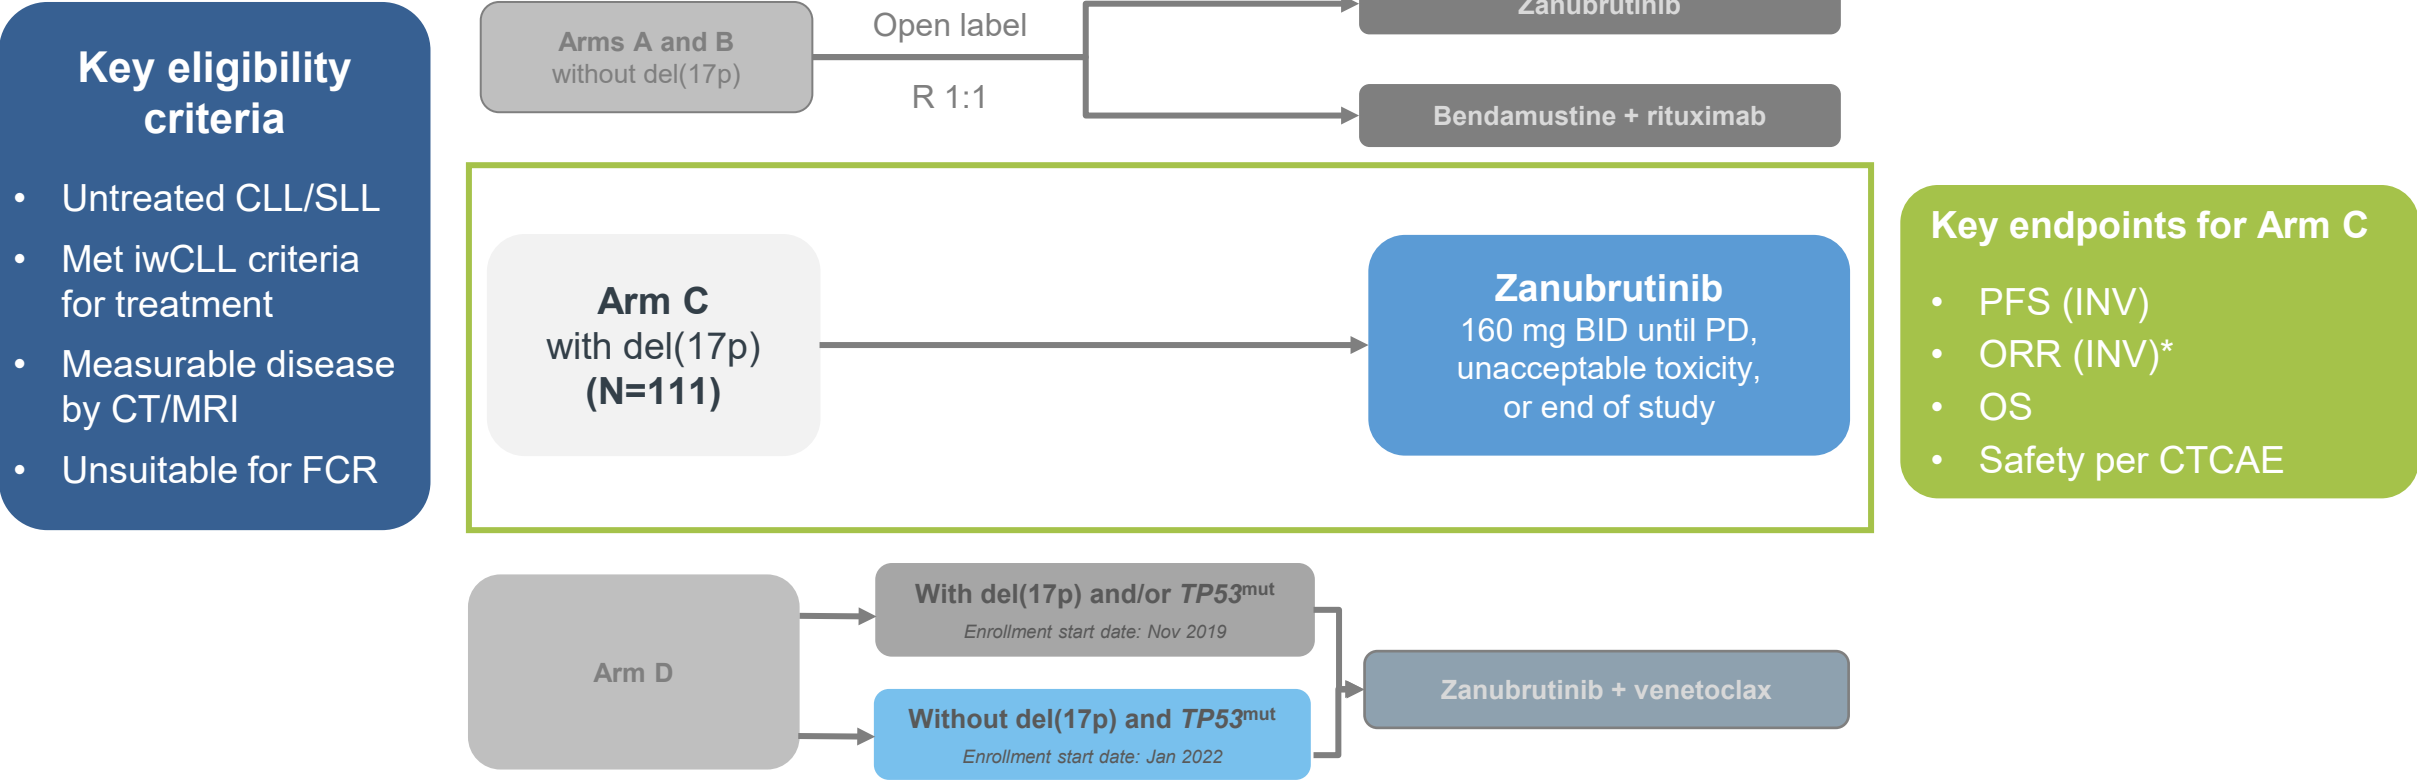 Key eligibility
criteria
• Untreated CLL/SLL
• Met iwCLL criteria
for treatment
• Measurable disease
by CT/MRI
• Unsuitable for FCR
Arms A and B
without del(17p)
Open label
R 1:1
Zanubrutinib
Bendamustine + rituximab
Arm C
with del(17p)
(N=111)
Zanubrutinib
160 mg BID until PD,
unacceptable toxicity,
or end of study
Key endpoints for Arm C
• PFS (INV)
• ORR (INV)*
• OS
• Safety per CTCAE
Arm D
With del(17p) and/or TP53mut
Enrollment start date: Nov 2019
Without del(17p) and TP53mut
Enrollment start date: Jan 2022
Zanubrutinib + venetoclax